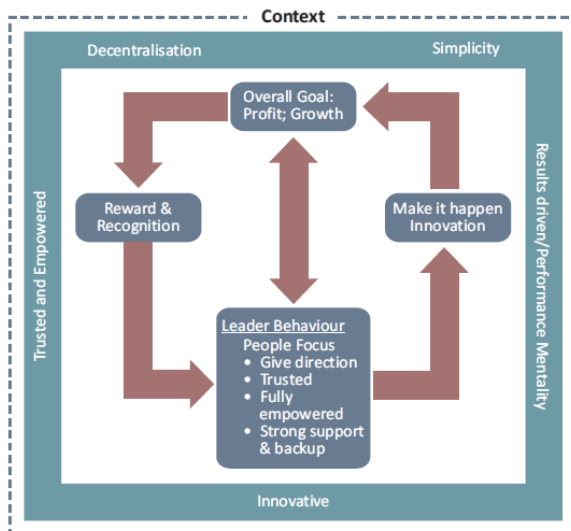 Context
Decentralisation
Simplicity
Overall Goal:
Profit; Growth
Reward &
Recognition
Make it happen
Innovation
Trusted and Empowered
Results driven/Performance Mentality
Leader Behaviour
People Focus
• Give direction
• Trusted
• Fully
empowered
• Strong support
& backup
Innovative